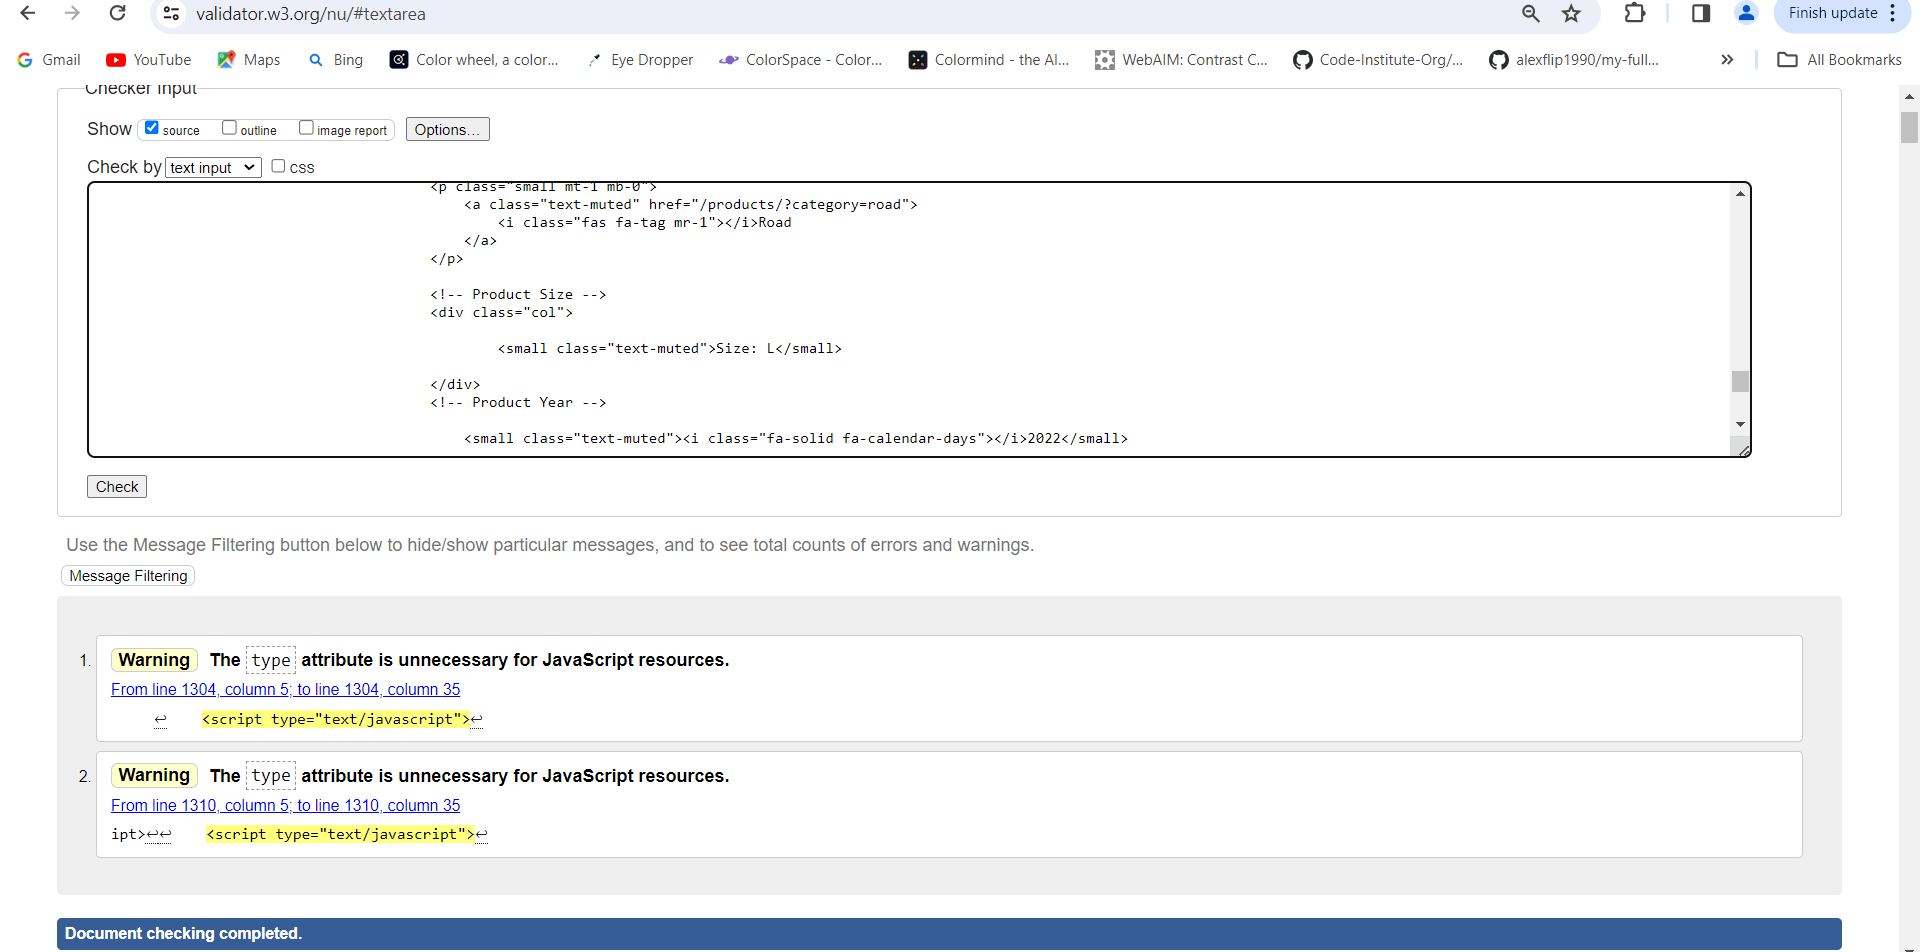 validator.w3.org/nu/#textarea
Finish update
Gmail YouTube Maps Bing Color wheel, a color... Eye Dropper ColorSpace - Color... Colormind - the AI... WebAIM: Contrast C... Code-Institute-Org/... alexflip1990/my-full... » All Bookmarks
Checker Input
Show source outline image report Options...
Check by text input css
<p class="small mt-1 mb-0">
<a class="text-muted" href="/products/?category=road">
<i class="fas fa-tag mr-1"></i>Road
</a>
</p>
<!-- Product Size -->
<div class="col">
<small class="text-muted">Size: L</small>
</div>
<!-- Product Year -->
<small class="text-muted"><i class="fa-solid fa-calendar-days"></i>2022</small>
Check
Use the Message Filtering button below to hide/show particular messages, and to see total counts of errors and warnings.
Message Filtering
1. Warning The type attribute is unnecessary for JavaScript resources.
From line 1304, column 5; to line 1304, column 35
↩ <script type="text/javascript">↩
2. Warning The type attribute is unnecessary for JavaScript resources.
From line 1310, column 5; to line 1310, column 35
ipt>↩↩ <script type="text/javascript">↩
Document checking completed.